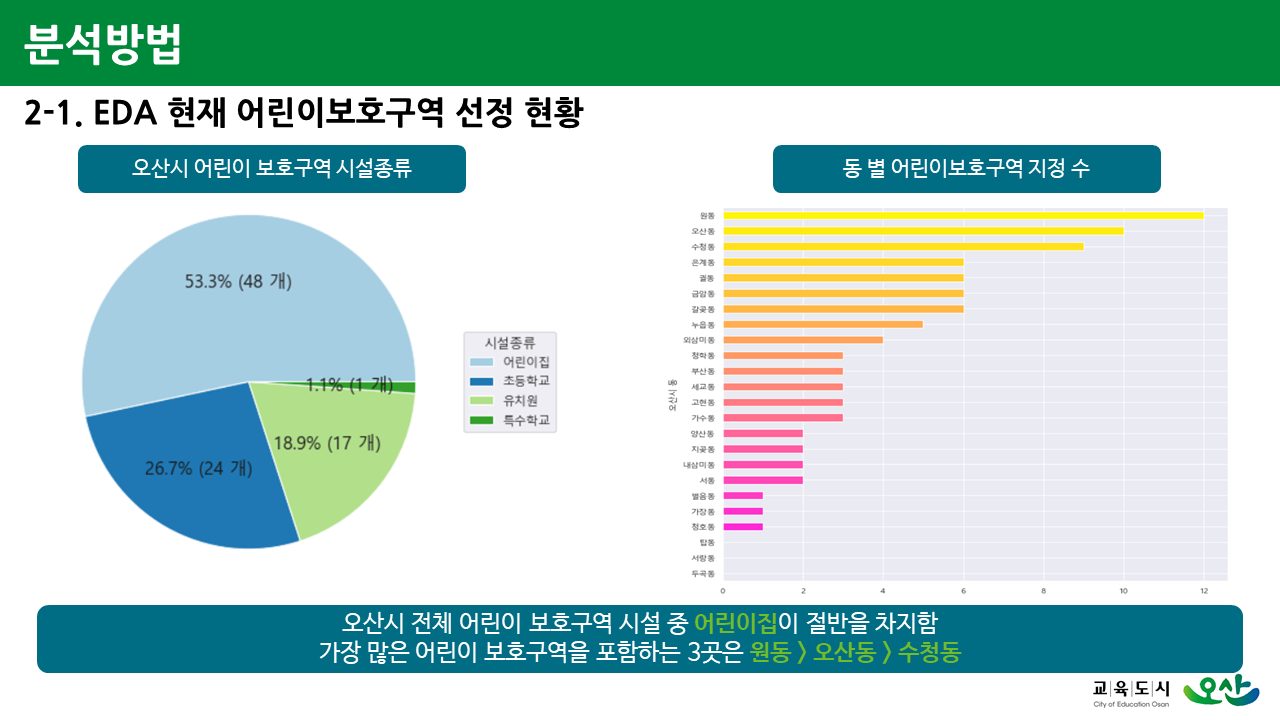 분석방법
2-1. EDA 현재 어린이보호구역 선정 현황
오산시 어린이 보호구역 시설종류
53.3% (48 개)
1.1% (1 개)
18.9% (17 개)
26.7% (24 개)
시설종류
어린이집
초등학교
유치원
특수학교
동 별 어린이보호구역 지정 수
오산시 동
원동
오산동
수청동
은계동
궐동
금암동
갈곶동
누읍동
외삼미동
청학동
부산동
세교동
고현동
가수동
양산동
지곶동
내삼미동
서동
벌음동
가장동
청호동
탑동
서랑동
두곡동
0 2 4 6 8 10 12
오산시 전체 어린이 보호구역 시설 중 어린이집이 절반을 차지함
가장 많은 어린이 보호구역을 포함하는 3곳은 원동 > 오산동 > 수청동
교육도시 오산
City of Education Osan